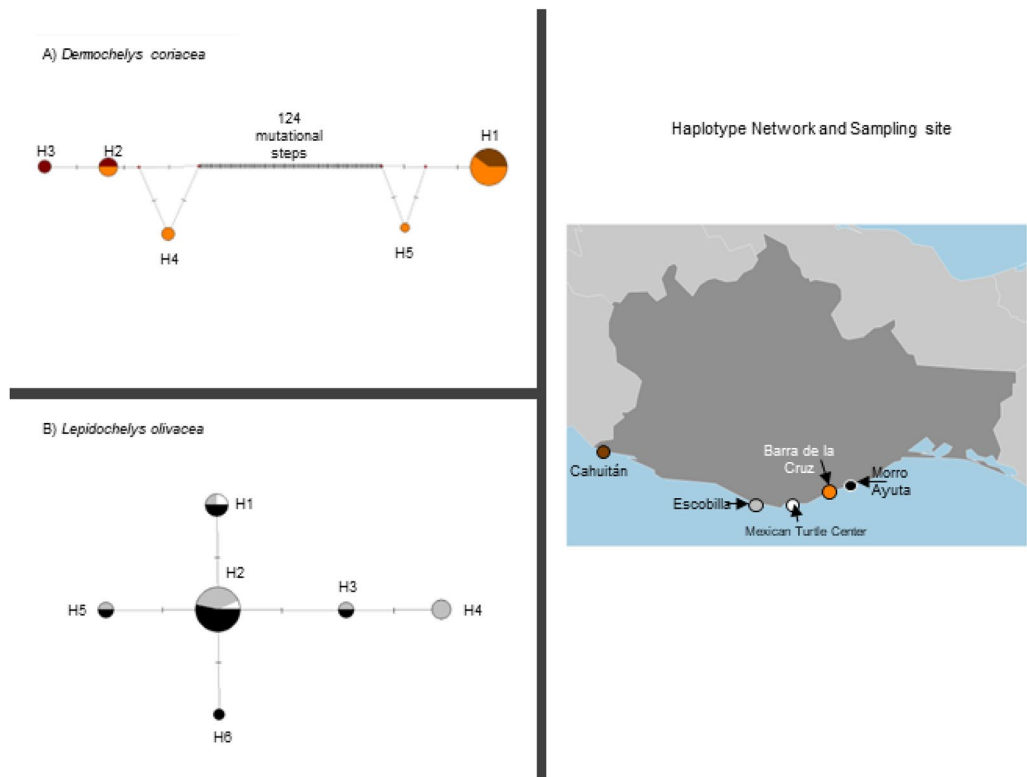 A) Dermochelys coriacea
124
mutational
steps
H1
H3
H2
H4
H5
B) Lepidochelys olivacea
H1
H2
H3
H5
H4
H6
Haplotype Network and Sampling site
Barra de la
Cruz
Cahuitán
Morro
Ayuta
Escobilla
Mexican Turtle Center